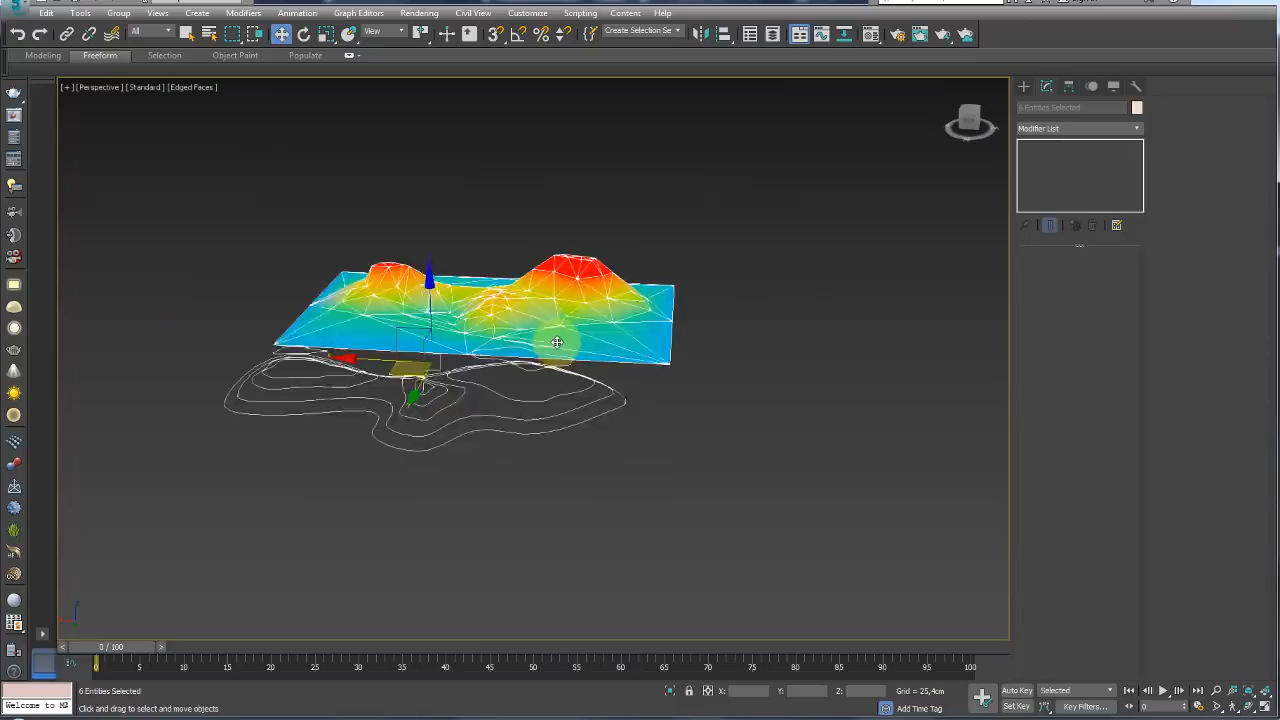 Edit Tools Group Views Create Modifiers Animation Graph Editors Rendering Civil View Customize Scripting Content Help
All View Create Selection Se
Modeling Freeform Selection Object Paint Populate
[+] [Perspective] [Standard] [Edged Faces]
6 Entities Selected
Modifier List
< 0 / 100 >
0 5 10 15 20 25 30 35 40 45 50 55 60 65 70 75 80 85 90 95 100
6 Entities Selected X: Y: Z: Grid = 25,4cm Auto Key Selected
Welcome to M Click and drag to select and move objects Add Time Tag Set Key Key Filters... 0